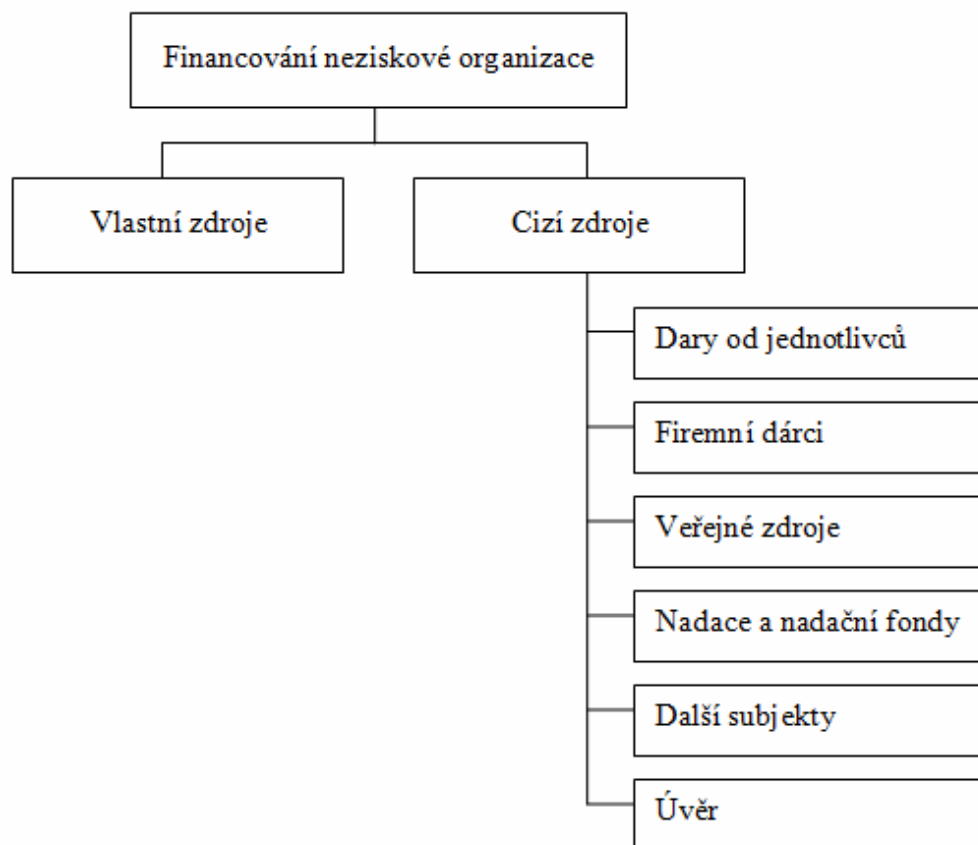 Financování neziskové organizace
Vlastní zdroje
Cizí zdroje
Dary od jednotlivců
Firemní dárci
Veřejné zdroje
Nadace a nadační fondy
Další subjekty
Úvěr